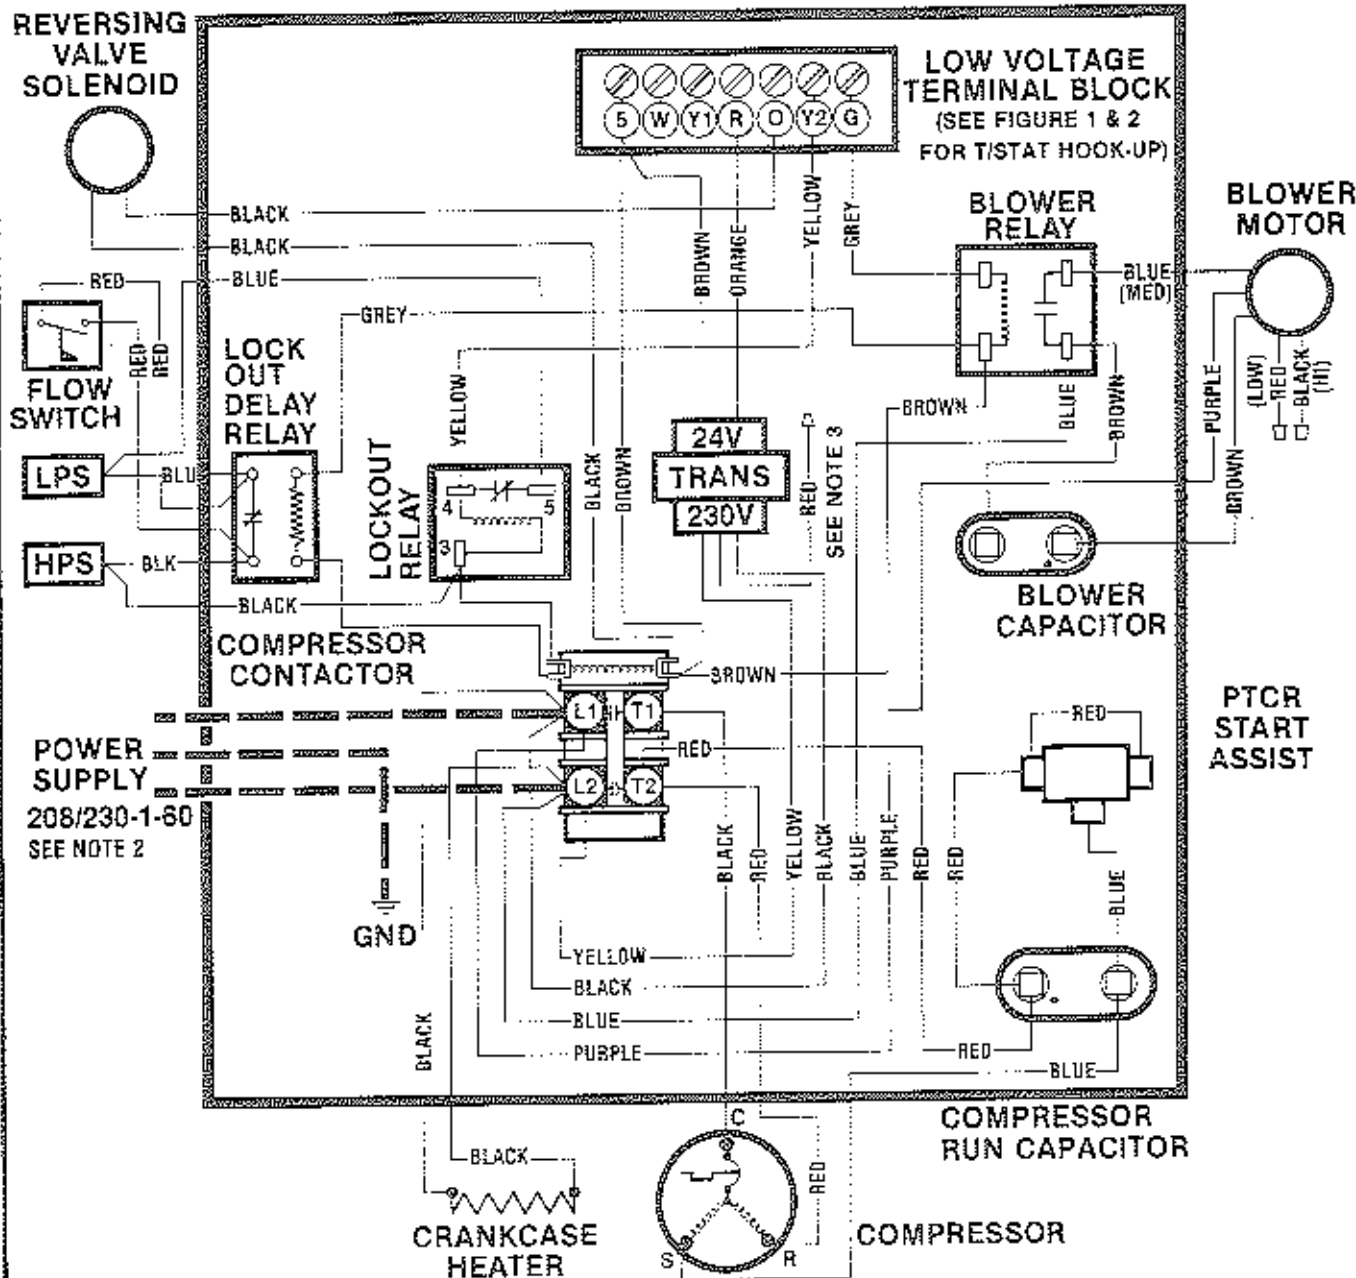 REVERSING
VALVE
SOLENOID
LOW VOLTAGE
TERMINAL BLOCK
(SEE FIGURE 1 & 2
FOR T/STAT HOOK-UP)
5 W Y1 R O Y2 G
BLACK
BLACK
BLUE
RED
GREY
BROWN
ORANGE
YELLOW
GREY
BLOWER
RELAY
BLOWER
MOTOR
BLUE
(MED)
RED
RED
FLOW
SWITCH
LOCK
OUT
DELAY
RELAY
YELLOW
BROWN
BLUE
BROWN
PURPLE
(LOW)
RED
BLACK
(HI)
BROWN
LPS
BLU
LOCKOUT
RELAY
4
5
3
BLACK
BROWN
24V
TRANS
230V
RED
SEE NOTE 3
HPS
BLK
BLACK
BLOWER
CAPACITOR
COMPRESSOR
CONTACTOR
BROWN
L1
T1
RED
L2
T2
POWER
SUPPLY
208/230-1-60
SEE NOTE 2
GND
PTCR
START
ASSIST
RED
BLACK
RED
YELLOW
BLACK
BLUE
PURPLE
RED
RED
BLUE
YELLOW
BLACK
BLUE
PURPLE
RED
BLUE
BLACK
COMPRESSOR
RUN CAPACITOR
BLACK
CRANKCASE
HEATER
C
S
R
RED
COMPRESSOR